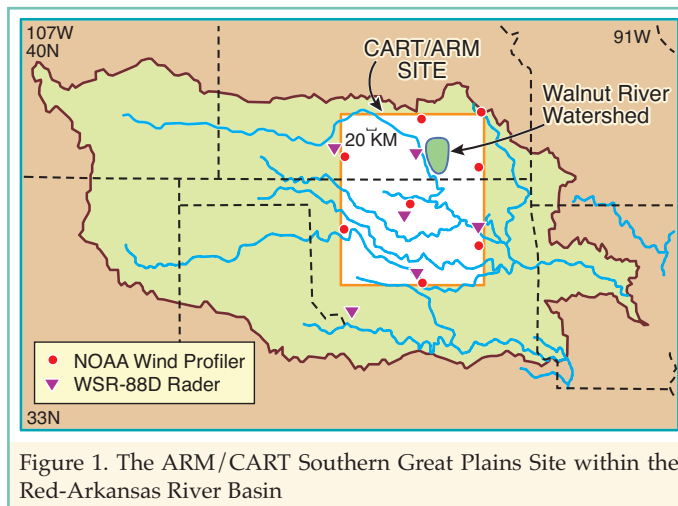 107W
40N
91W
CART/ARM
SITE
Walnut River
Watershed
20 KM
NOAA Wind Profiler
WSR-88D Rader
33N
Figure 1. The ARM/CART Southern Great Plains Site within the
Red-Arkansas River Basin